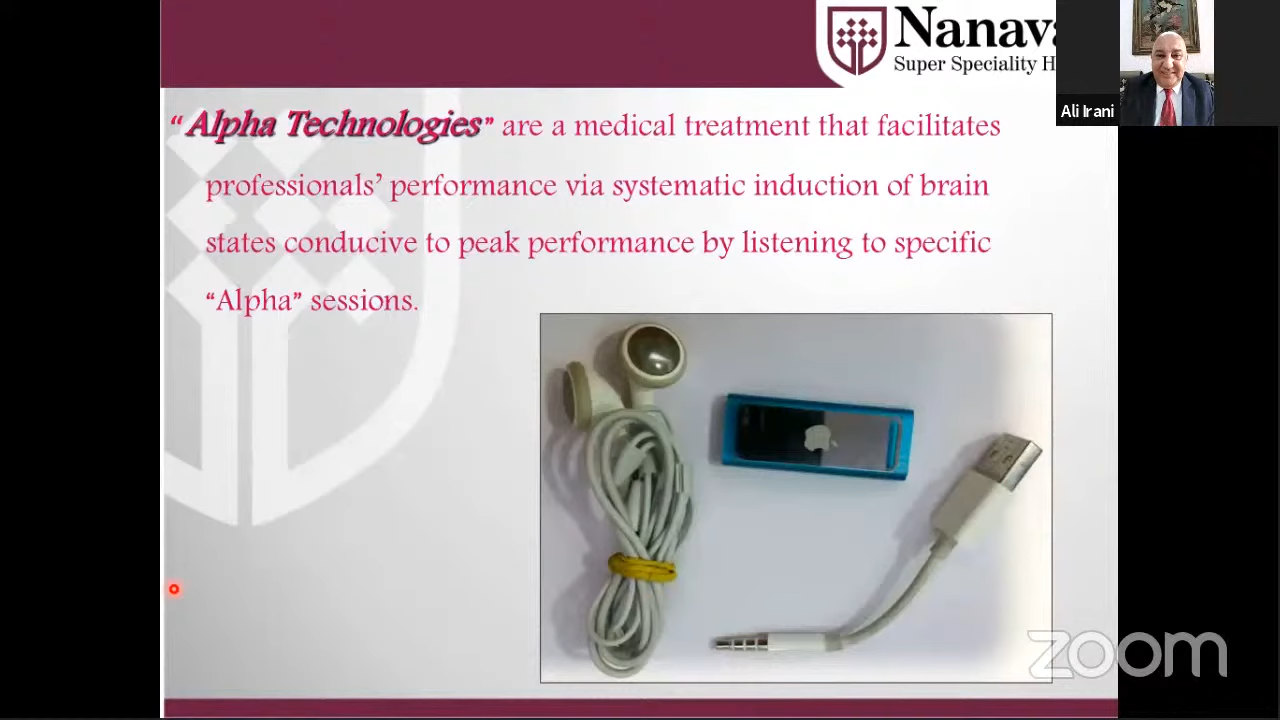 Nanava
Super Speciality H
Ali Irani
“Alpha Technologies” are a medical treatment that facilitates
professionals’ performance via systematic induction of brain
states conducive to peak performance by listening to specific
“Alpha” sessions.
zoom